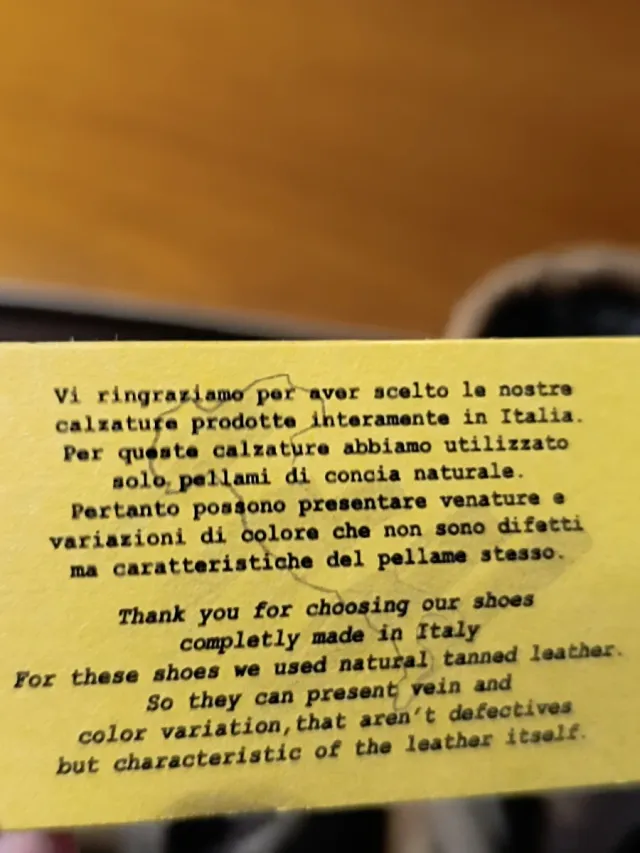 Vi ringraziamo per aver scelto le nostre
calzature prodotte interamente in Italia.
Per queste calzature abbiamo utilizzato
solo pellami di concia naturale.
Pertanto possono presentare venature e
variazioni di colore che non sono difetti
ma caratteristiche del pellame stesso.
Thank you for choosing our shoes
completly made in Italy
For these shoes we used natural tanned leather.
So they can present vein and
color variation,that aren't defectives
but characteristic of the leather itself.